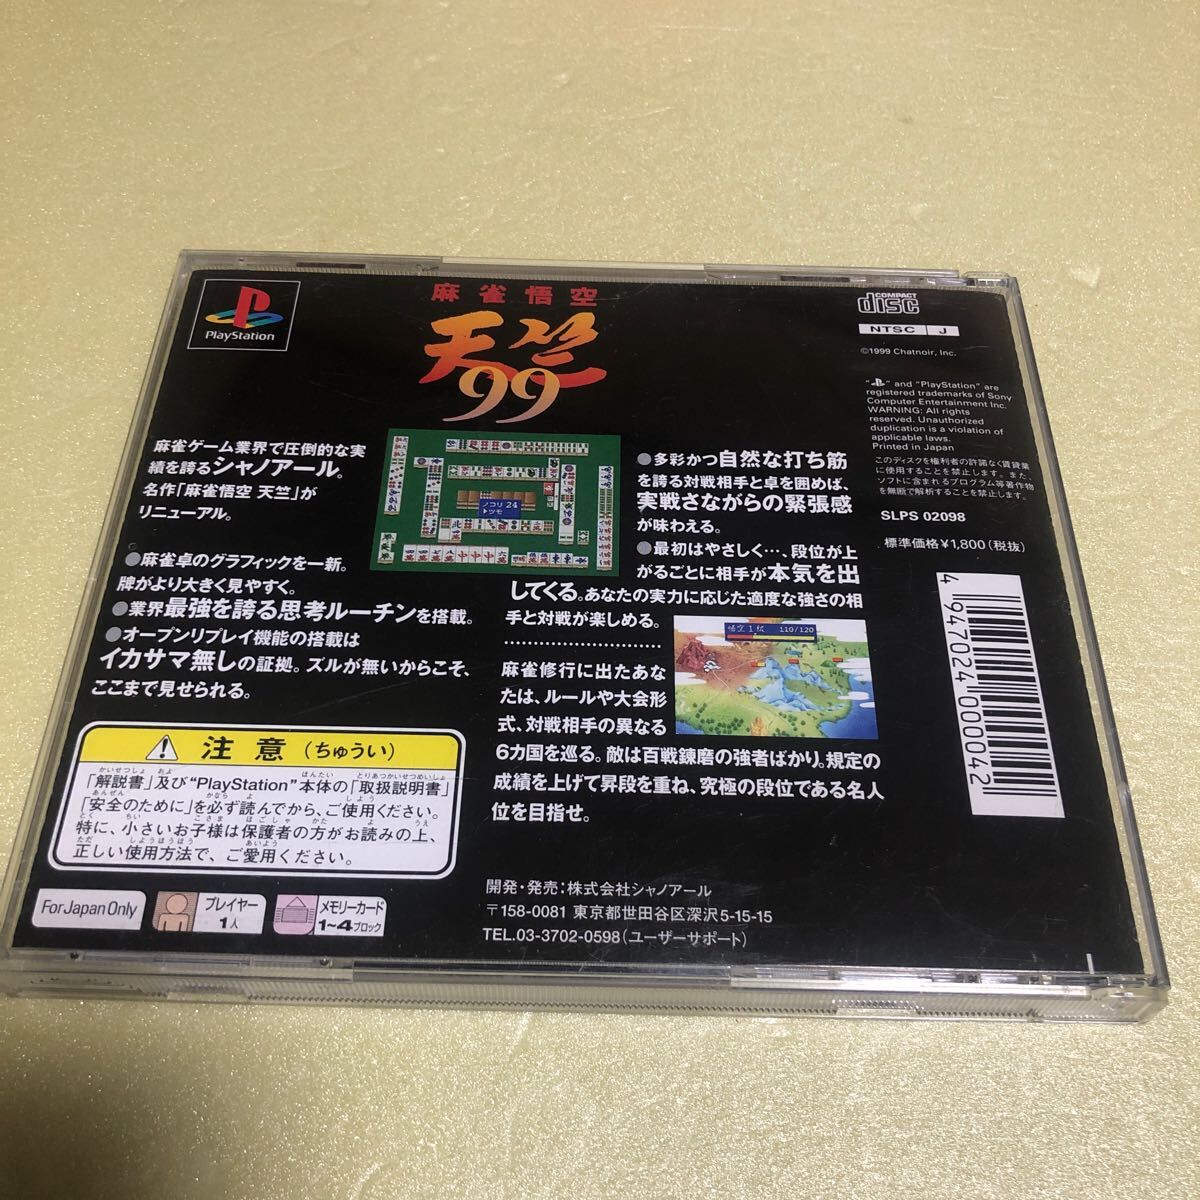 PlayStation
麻雀悟空
天竺
99
COMPACT
disc
NTSC J
©1999 Chatnoir, Inc.
" " and "PlayStation" are
registered trademarks of Sony
Computer Entertainment Inc.
WARNING: All rights
reserved. Unauthorized
duplication is a violation of
applicable laws.
Printed in Japan
このディスクを権利者の許諾なく賃貸業
に使用することを禁止します。また、
ソフトに含まれるプログラム等著作物
を無断で解析することを禁止します。
SLPS 02098
標準価格¥1,800(税抜)
4 947024 000042
麻雀ゲーム業界で圧倒的な実
績を誇るシャノアール。
名作「麻雀悟空 天竺」が
リニューアル。
●麻雀卓のグラフィックを一新。
牌がより大きく見やすく。
●業界最強を誇る思考ルーチンを搭載。
●オープンリプレイ機能の搭載は
イカサマ無しの証拠。ズルが無いからこそ、
ここまで見せられる。
ノコリ 24
▶ツモ
●多彩かつ自然な打ち筋
を誇る対戦相手と卓を囲めば、
実戦さながらの緊張感
が味わえる。
●最初はやさしく…、段位が上
がるごとに相手が本気を出
してくる。あなたの実力に応じた適度な強さの相
手と対戦が楽しめる。
悟空1級 110/120
麻雀修行に出たあな
たは、ルールや大会形
式、対戦相手の異なる
6カ国を巡る。敵は百戦錬磨の強者ばかり。規定の
成績を上げて昇段を重ね、究極の段位である名人
位を目指せ。
注意(ちゅうい)
「解説書」及び"PlayStation"本体の「取扱説明書」
「安全のために」を必ず読んでから、ご使用ください。
特に、小さいお子様は保護者の方がお読みの上、
正しい使用方法で、ご愛用ください。
For Japan Only
プレイヤー
1人
メモリーカード
1~4ブロック
開発・発売:株式会社シャノアール
〒158-0081 東京都世田谷区深沢5-15-15
TEL.03-3702-0598(ユーザーサポート)